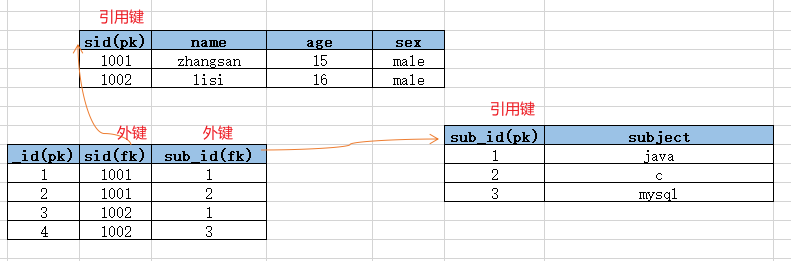 引用键
sid(pk) name age sex
1001 zhangsan 15 male
1002 lisi 16 male
引用键
sub_id(pk) subject
1 java
2 c
3 mysql
外键 外键
_id(pk) sid(fk) sub_id(fk)
1 1001 1
2 1001 2
3 1002 1
4 1002 3